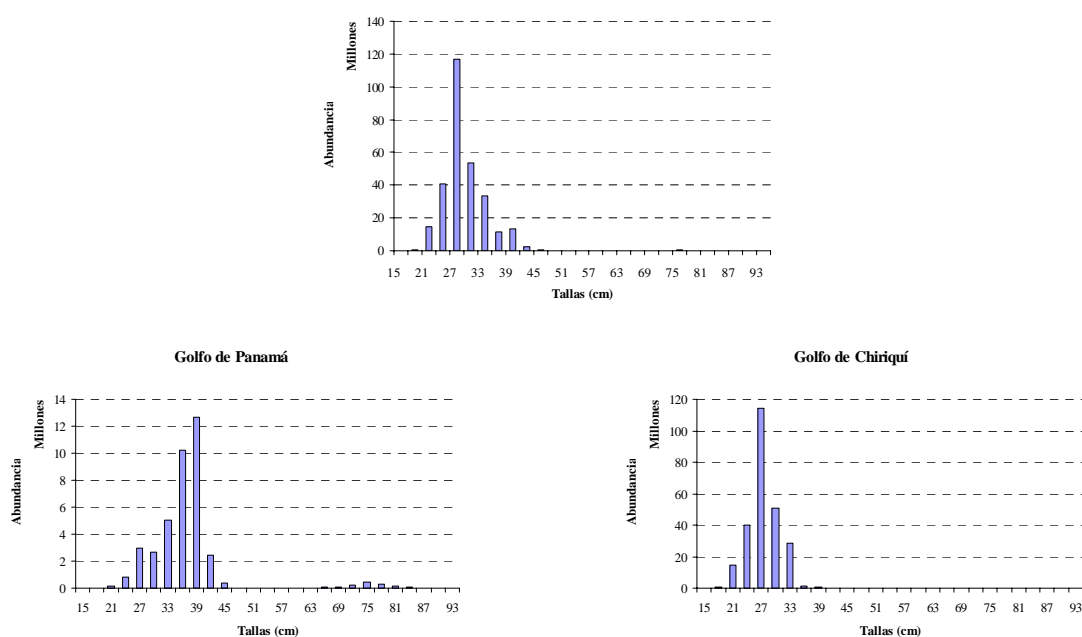 Millones
Abundancia
140
120
100
80
60
40
20
0
15 21 27 33 39 45 51 57 63 69 75 81 87 93
Tallas (cm)
Golfo de Panamá
Millones
Abundancia
14
12
10
8
6
4
2
0
15 21 27 33 39 45 51 57 63 69 75 81 87 93
Tallas (cm)
Golfo de Chiriquí
Millones
Abundancia
120
100
80
60
40
20
0
15 21 27 33 39 45 51 57 63 69 75 81 87 93
Tallas (cm)